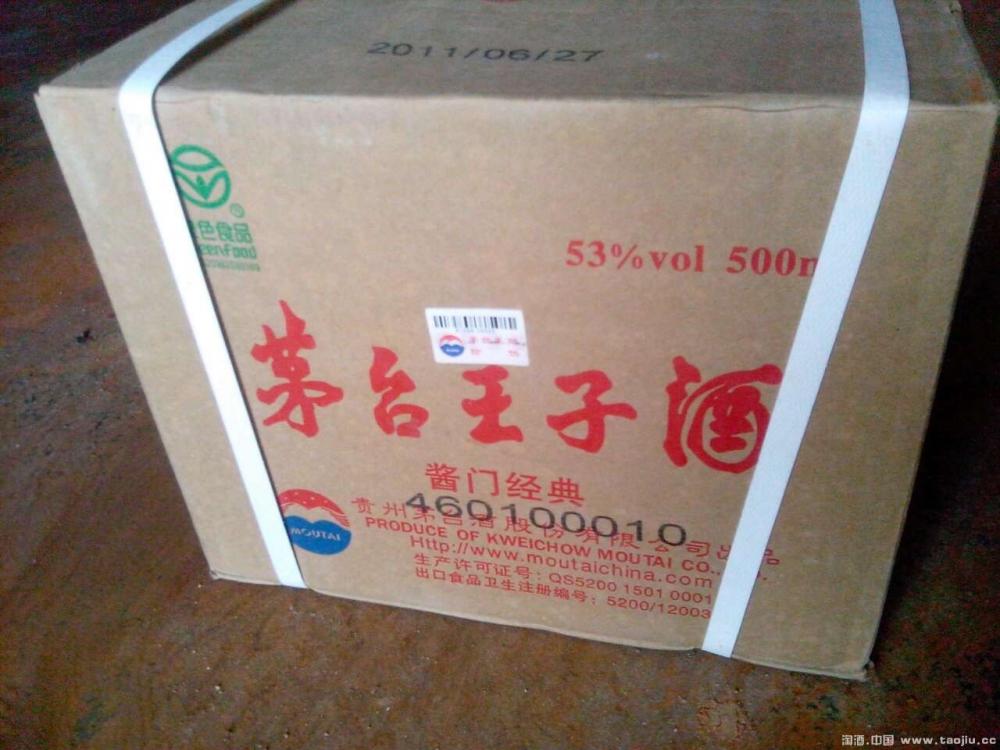 2011/06/27
色食品
eenFood
53%vol 500m
茅台王子酒
酱门经典
460100010
贵州茅台酒股份有限公司出品
MOUTAI
PRODUCE OF KWEICHOW MOUTAI CO.,
Http://www.moutaichina.com
生产许可证号：QS5200 1501 0001
出口食品卫生注册编号：5200/12003
淘酒.中国 www.taojiu.cc